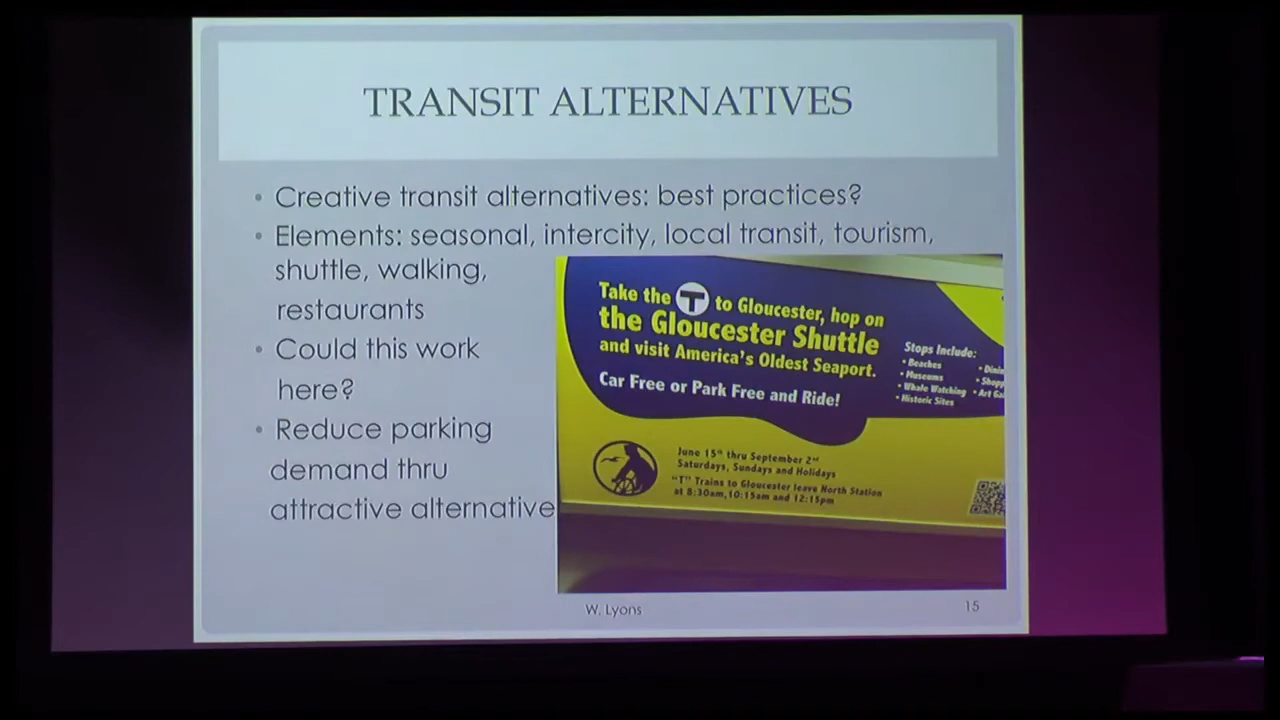 TRANSIT ALTERNATIVES
• Creative transit alternatives: best practices?
• Elements: seasonal, intercity, local transit, tourism,
shuttle, walking,
restaurants
• Could this work
here?
• Reduce parking
demand thru
attractive alternative
Take the T to Gloucester, hop on
the Gloucester Shuttle
and visit America's Oldest Seaport.
Car Free or Park Free and Ride!
Stops Include:
• Beaches
• Museums
• Whale Watching
• Historic Sites
June 15th thru September 2nd
Saturdays, Sundays and Holidays
"T" Trains to Gloucester leave North Station
at 8:30am, 10:15am and 12:15pm
W. Lyons
15